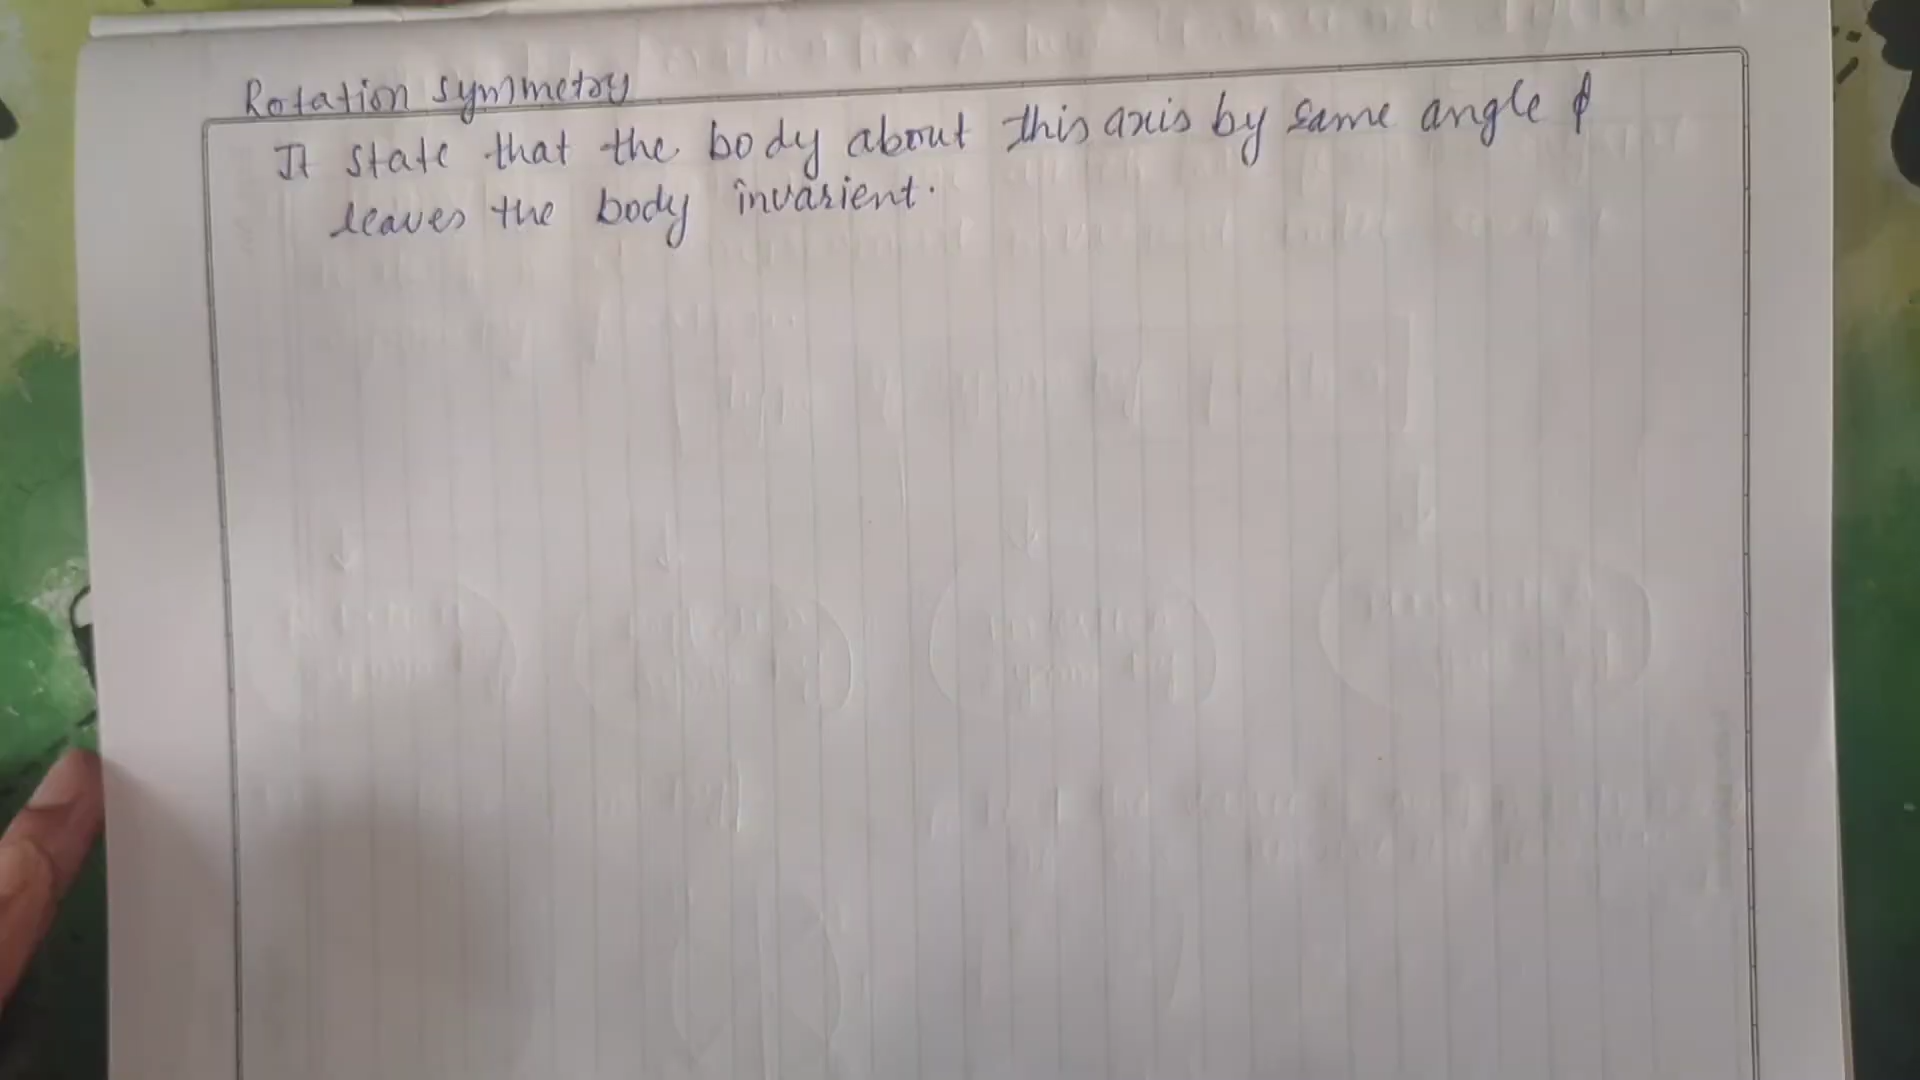 Rotation symmetry
It state that the body about this axis by same angle ϕ
leaves the body invarient.